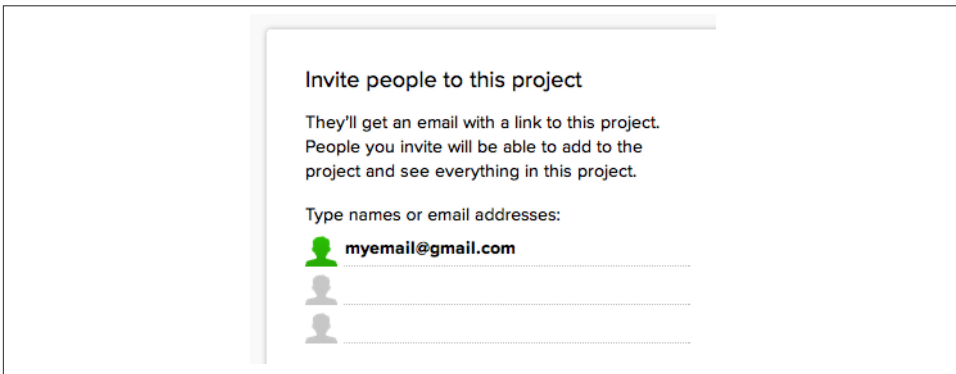 Invite people to this project
They'll get an email with a link to this project.
People you invite will be able to add to the
project and see everything in this project.
Type names or email addresses:
myemail@gmail.com